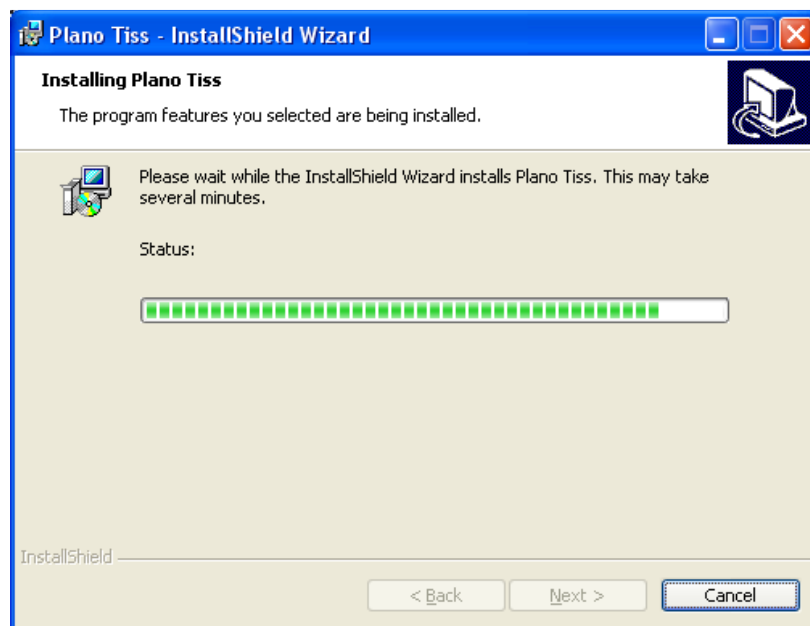 Plano Tiss - InstallShield Wizard
Installing Plano Tiss
The program features you selected are being installed.
Please wait while the InstallShield Wizard installs Plano Tiss. This may take
several minutes.
Status:
InstallShield
< Back
Next >
Cancel